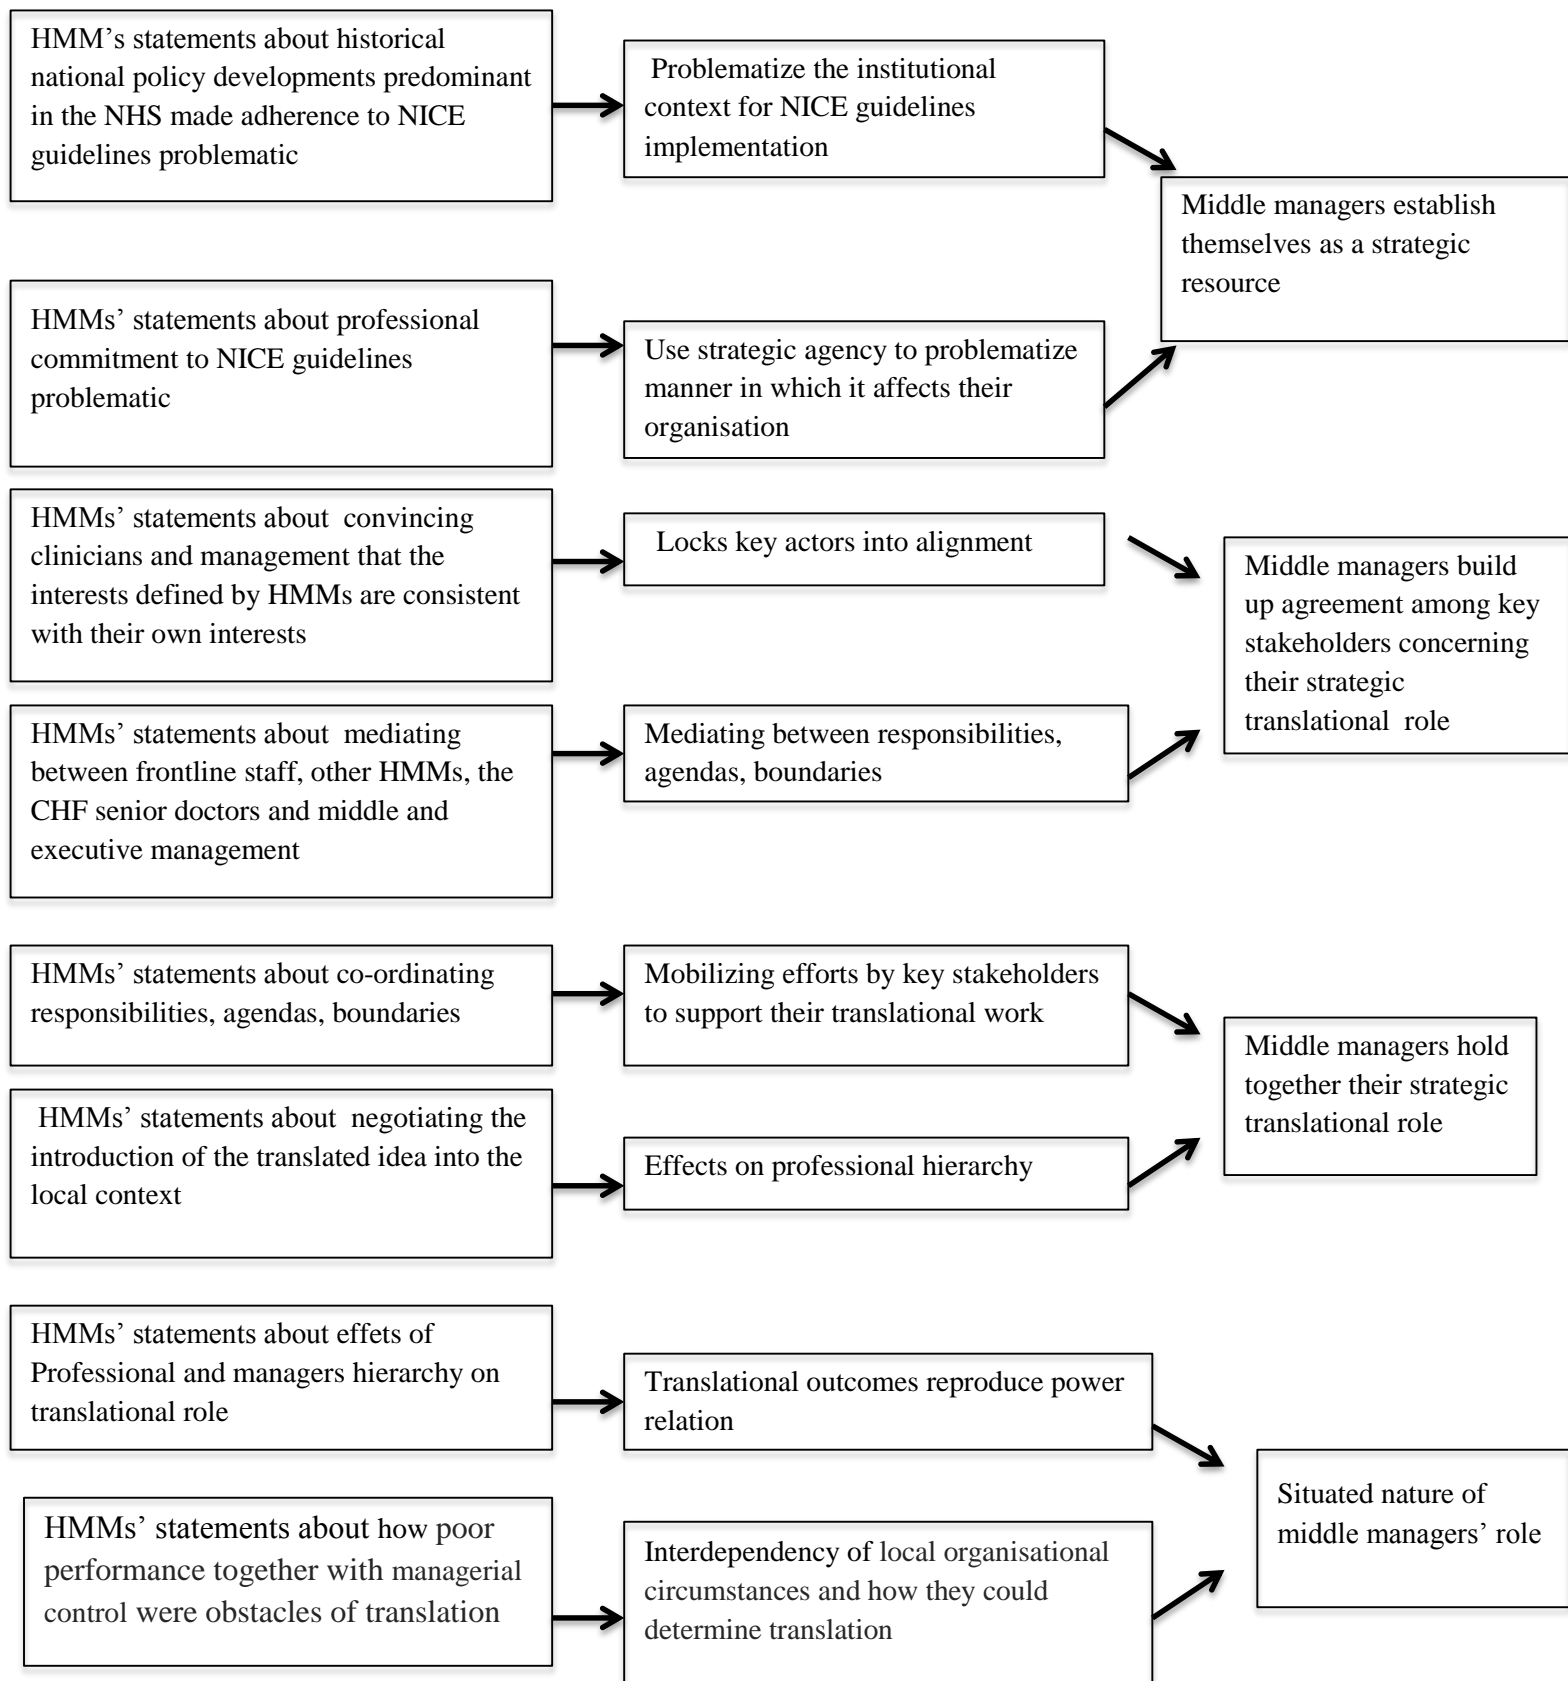 HMM’s statements about historical
national policy developments predominant
in the NHS made adherence to NICE
guidelines problematic
Problematize the institutional
context for NICE guidelines
implementation
Middle managers establish
themselves as a strategic
resource
HMMs’ statements about professional
commitment to NICE guidelines
problematic
Use strategic agency to problematize
manner in which it affects their
organisation
HMMs’ statements about convincing
clinicians and management that the
interests defined by HMMs are consistent
with their own interests
Locks key actors into alignment
Middle managers build
up agreement among key
stakeholders concerning
their strategic
translational role
HMMs’ statements about mediating
between frontline staff, other HMMs, the
CHF senior doctors and middle and
executive management
Mediating between responsibilities,
agendas, boundaries
HMMs’ statements about co-ordinating
responsibilities, agendas, boundaries
Mobilizing efforts by key stakeholders
to support their translational work
Middle managers hold
together their strategic
translational role
HMMs’ statements about negotiating the
introduction of the translated idea into the
local context
Effects on professional hierarchy
HMMs’ statements about effets of
Professional and managers hierarchy on
translational role
Translational outcomes reproduce power
relation
Situated nature of
middle managers’ role
HMMs’ statements about how poor
performance together with managerial
control were obstacles of translation
Interdependency of local organisational
circumstances and how they could
determine translation